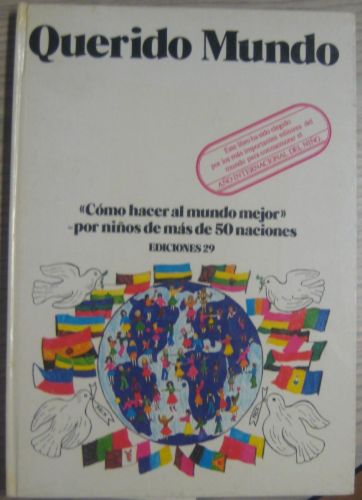 Querido Mundo
Este libro ha sido elegido
por los más importantes editores del
mundo para conmemorar el
AÑO INTERNACIONAL DEL NIÑO
«Cómo hacer al mundo mejor»
-por niños de más de 50 naciones
EDICIONES 29